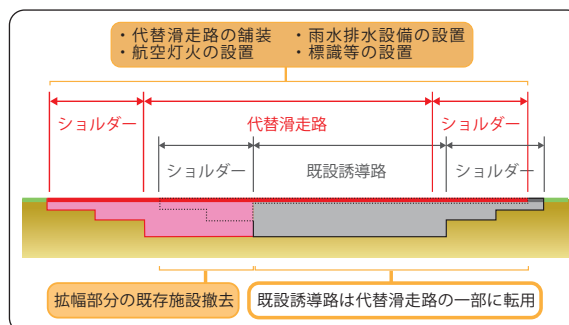 ・代替滑走路の舗装　・雨水排水設備の設置
・航空灯火の設置　・標識等の設置
ショルダー　代替滑走路　ショルダー
ショルダー　既設誘導路　ショルダー
拡幅部分の既存施設撤去　既設誘導路は代替滑走路の一部に転用